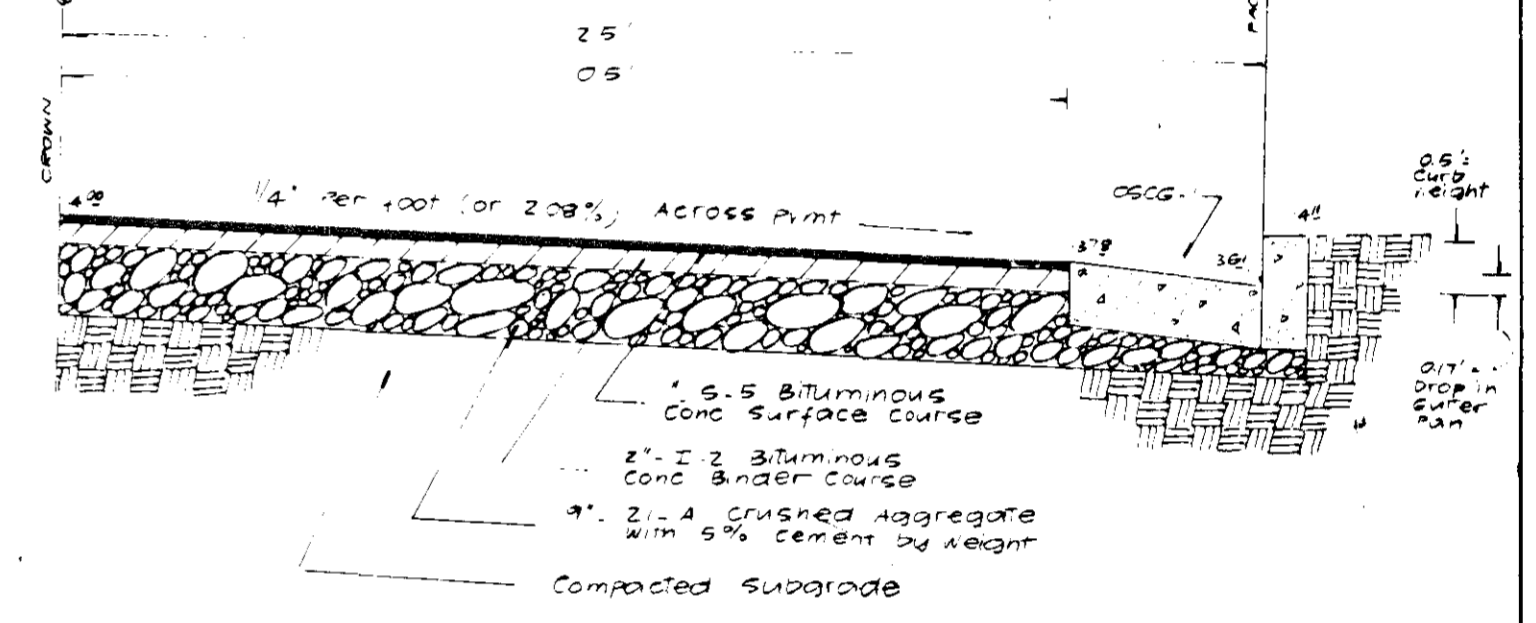 25'
05'
CROWN
4.00
1/4" Per foot (or 2.08%) Across Pvmt
OSCG
3.78
3.61
4.11
0.5'=
Curb
Height
0.17'
Drop in
Gutter
Pan
" S-5 Bituminous
Conc Surface Course
2" - I-2 Bituminous
Conc Binder Course
9" - 21-A Crushed Aggregate
With 5% Cement by Weight
Compacted Subgrade